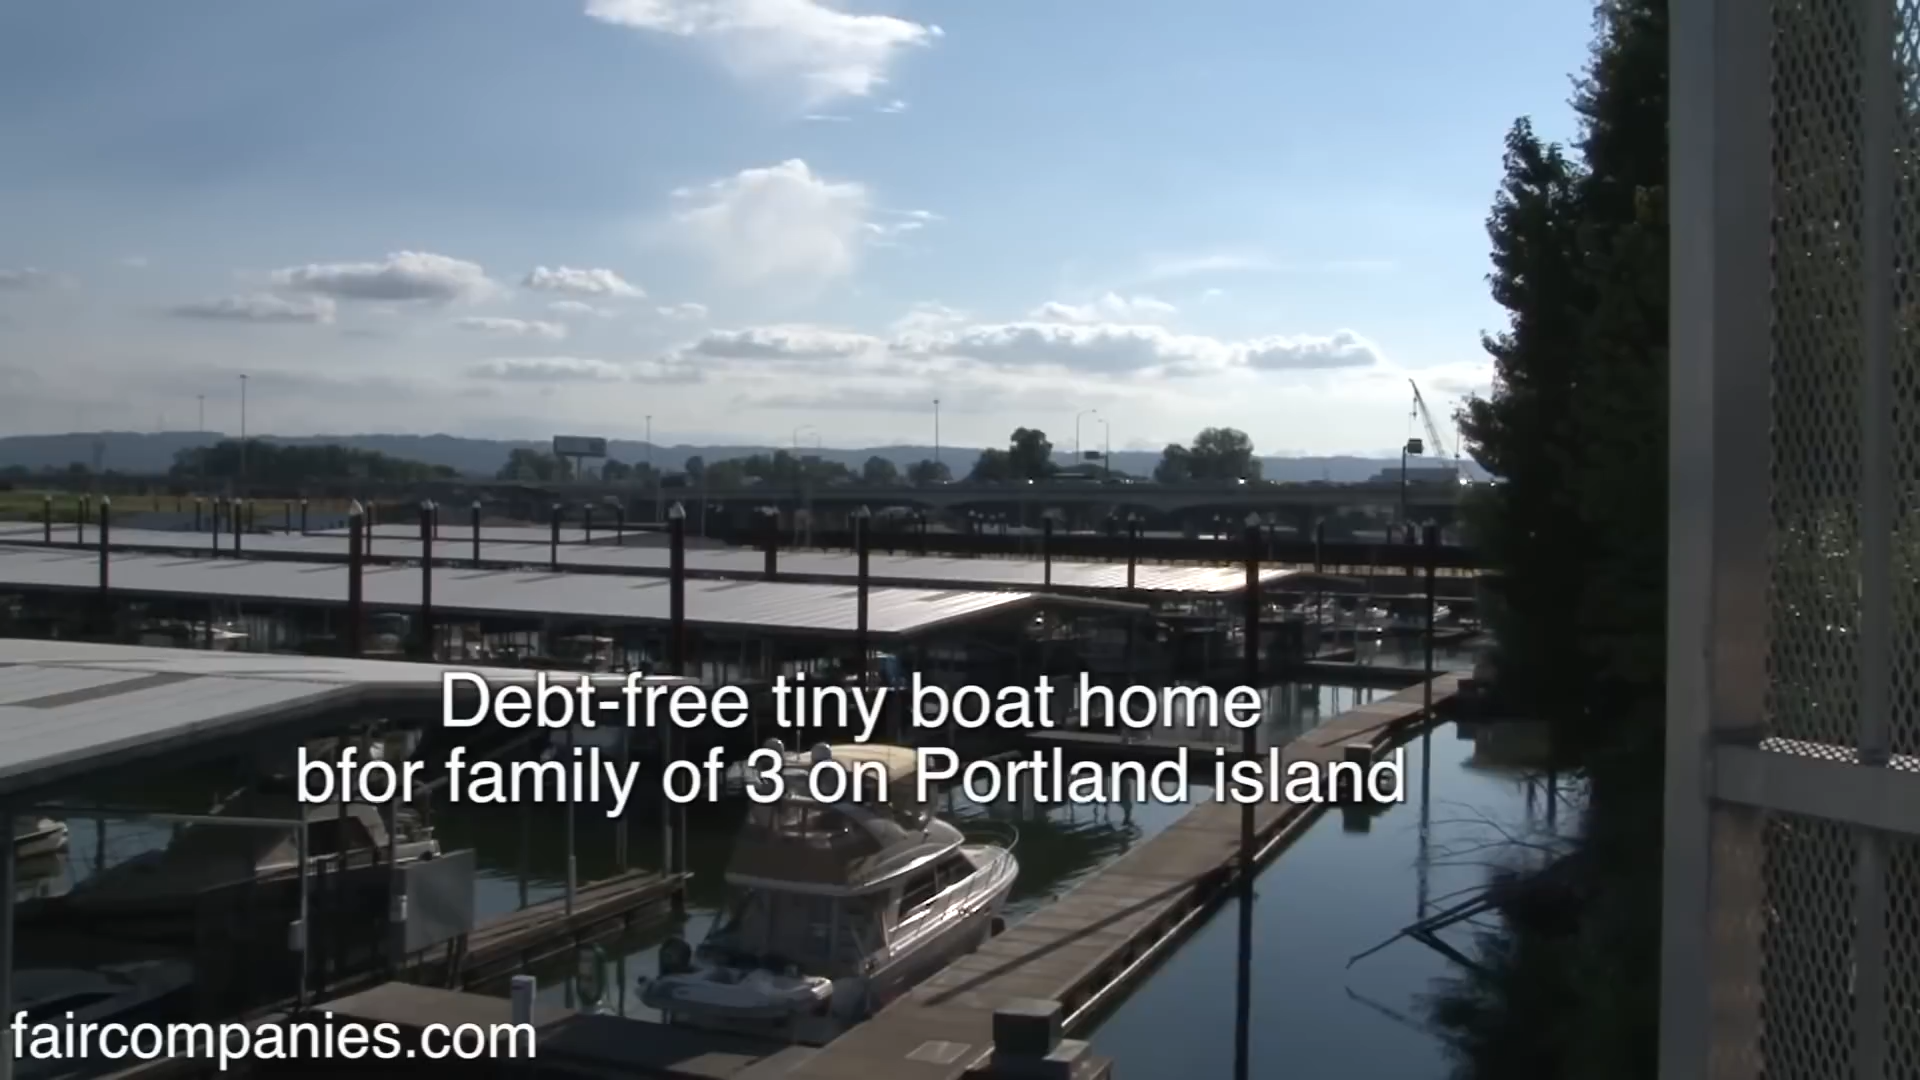 Debt-free tiny boat home
bfor family of 3 on Portland island
faircompanies.com